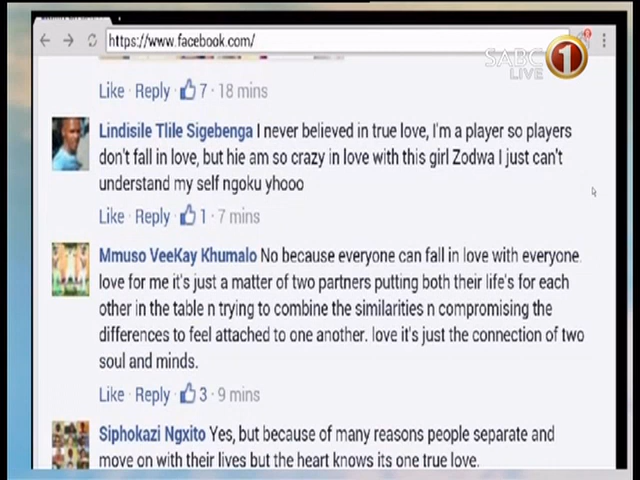 https://www.facebook.com/
SABC 1
LIVE
Like · Reply · 7 · 18 mins
Lindisile Tlile Sigebenga I never believed in true love, I'm a player so players
don't fall in love, but hie am so crazy in love with this girl Zodwa I just can't
understand my self ngoku yhooo
Like · Reply · 1 · 7 mins
Mmuso VeeKay Khumalo No because everyone can fall in love with everyone.
love for me it's just a matter of two partners putting both their life's for each
other in the table n trying to combine the similarities n compromising the
differences to feel attached to one another. love it's just the connection of two
soul and minds.
Like · Reply · 3 · 9 mins
Siphokazi Ngxito Yes, but because of many reasons people separate and
move on with their lives but the heart knows its one true love.